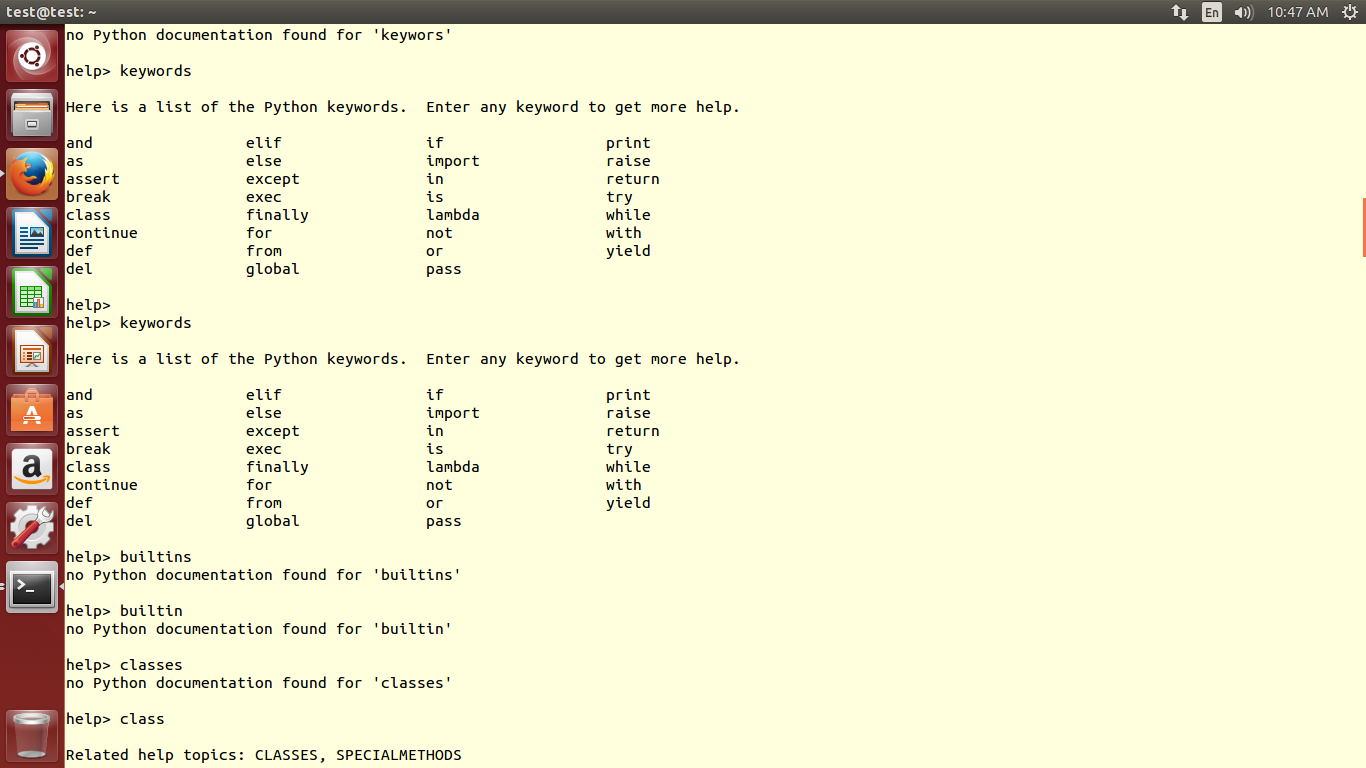 test@test: ~ En 10:47 AM
no Python documentation found for 'keywors'
help> keywords
Here is a list of the Python keywords.  Enter any keyword to get more help.
and                 elif                if                  print
as                  else                import              raise
assert              except              in                  return
break               exec                is                  try
class               finally             lambda              while
continue            for                 not                 with
def                 from                or                  yield
del                 global              pass
help>
help> keywords
Here is a list of the Python keywords.  Enter any keyword to get more help.
and                 elif                if                  print
as                  else                import              raise
assert              except              in                  return
break               exec                is                  try
class               finally             lambda              while
continue            for                 not                 with
def                 from                or                  yield
del                 global              pass
help> builtins
no Python documentation found for 'builtins'
help> builtin
no Python documentation found for 'builtin'
help> classes
no Python documentation found for 'classes'
help> class
Related help topics: CLASSES, SPECIALMETHODS